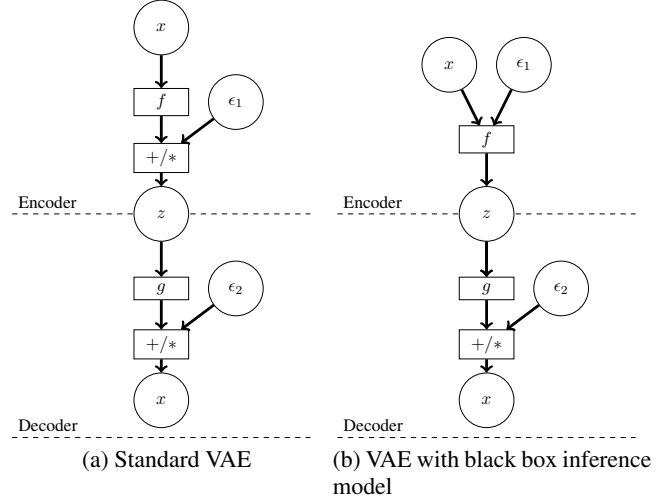 x
f
ϵ1
+/*
Encoder
z
g
ϵ2
+/*
x
Decoder
(a) Standard VAE
x
ϵ1
f
Encoder
z
g
ϵ2
+/*
x
Decoder
(b) VAE with black box inference
model